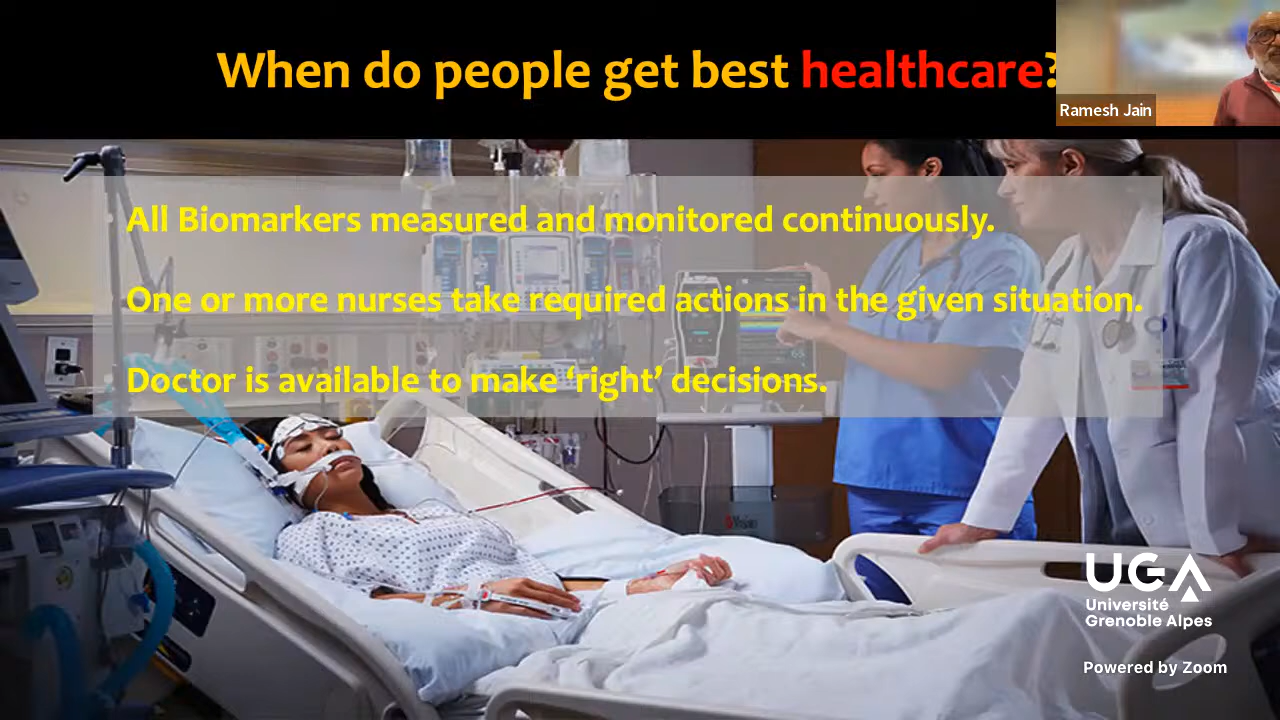 When do people get best healthcare?
Ramesh Jain
All Biomarkers measured and monitored continuously.
One or more nurses take required actions in the given situation.
Doctor is available to make ‘right’ decisions.
UGA
Université
Grenoble Alpes
Powered by Zoom